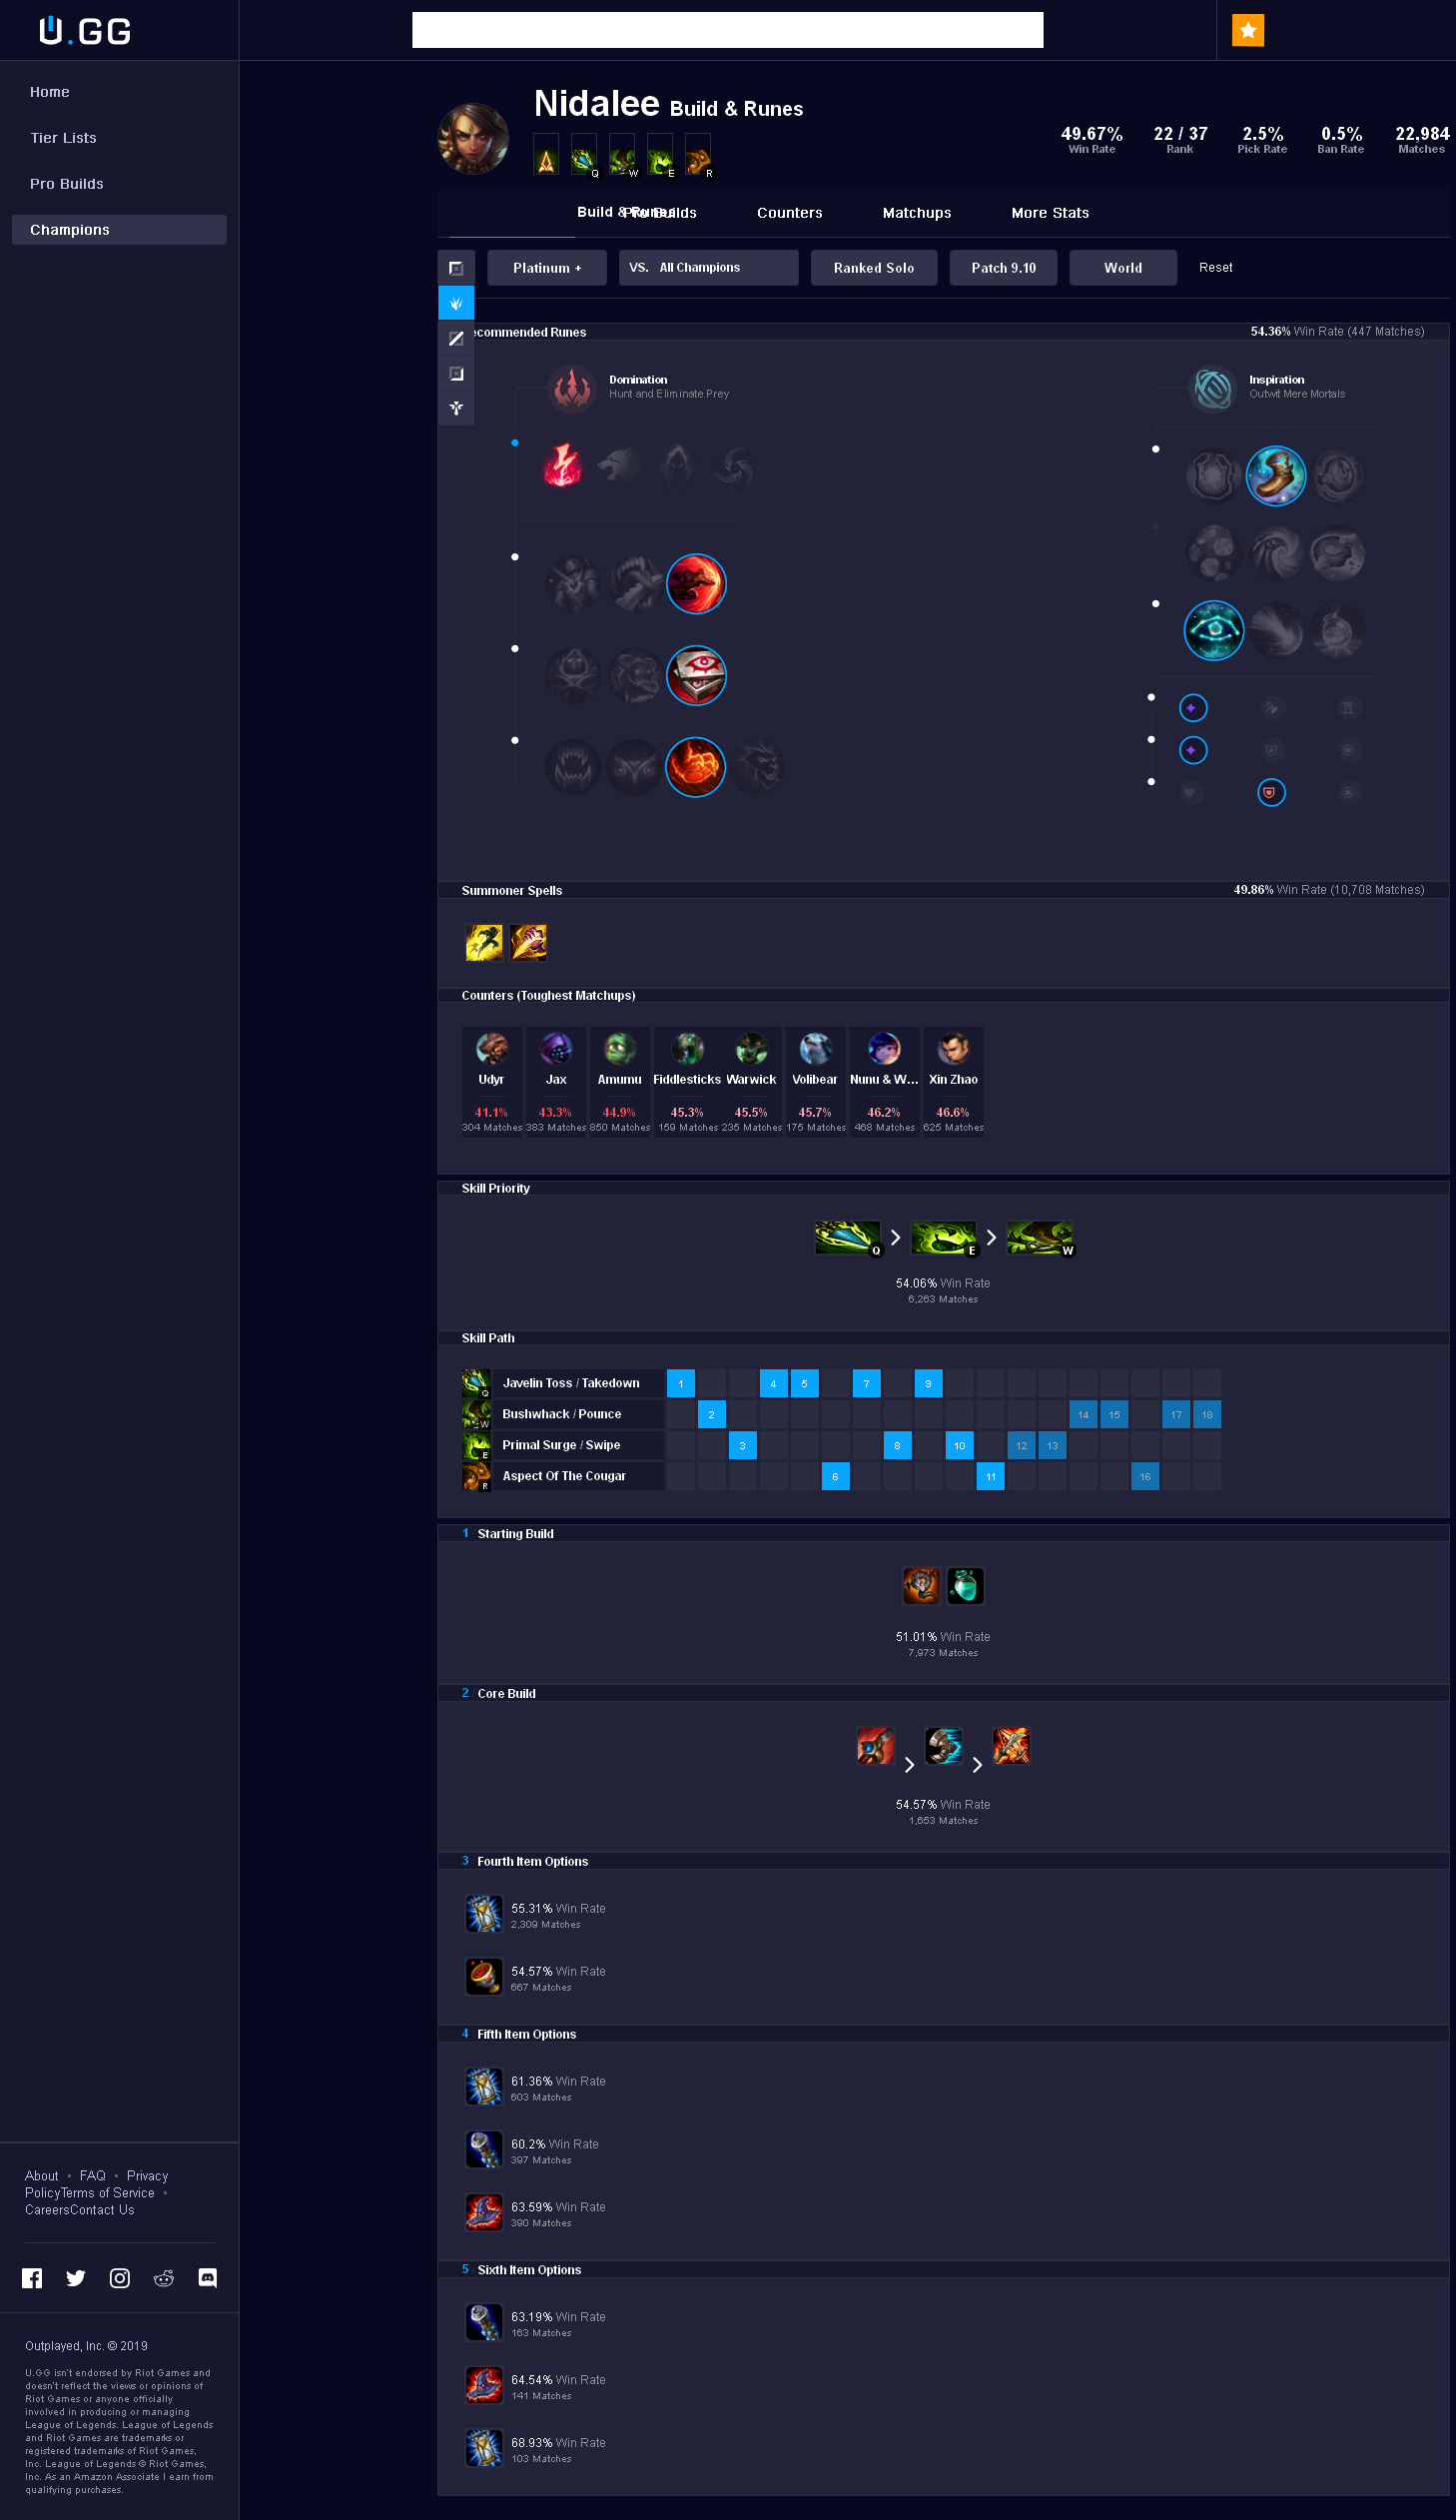 U.GG
Home
Tier Lists
Pro Builds
Champions
Nidalee Build & Runes
Q W E R
49.67% 22 / 37 2.5% 0.5% 22,984
Win Rate Rank Pick Rate Ban Rate Matches
Build & Runes Pro Builds Counters Matchups More Stats
Platinum + VS. All Champions Ranked Solo Patch 9.10 World Reset
ecommended Runes 54.36% Win Rate (447 Matches)
Domination Inspiration
Hunt and Eliminate Prey Outwit Mere Mortals
Summoner Spells 49.86% Win Rate (10,708 Matches)
Counters (Toughest Matchups)
Udyr Jax Amumu Fiddlesticks Warwick Volibear Nunu & W... Xin Zhao
41.1% 43.3% 44.9% 45.3% 45.5% 45.7% 46.2% 46.6%
304 Matches 383 Matches 850 Matches 159 Matches 235 Matches 175 Matches 468 Matches 625 Matches
Skill Priority
Q E W
54.06% Win Rate
6,263 Matches
Skill Path
Q Javelin Toss / Takedown 1 4 5 7 9
W Bushwhack / Pounce 2 14 15 17 18
E Primal Surge / Swipe 3 8 10 12 13
R Aspect Of The Cougar 6 11 16
1 Starting Build
51.01% Win Rate
7,973 Matches
2 Core Build
54.57% Win Rate
1,653 Matches
3 Fourth Item Options
55.31% Win Rate
2,309 Matches
54.57% Win Rate
667 Matches
4 Fifth Item Options
61.36% Win Rate
603 Matches
60.2% Win Rate
397 Matches
63.59% Win Rate
390 Matches
5 Sixth Item Options
63.19% Win Rate
163 Matches
64.54% Win Rate
141 Matches
68.93% Win Rate
103 Matches
About • FAQ • Privacy
PolicyTerms of Service •
CareersContact Us
Outplayed, Inc. © 2019
U.GG isn't endorsed by Riot Games and
doesn't reflect the views or opinions of
Riot Games or anyone officially
involved in producing or managing
League of Legends. League of Legends
and Riot Games are trademarks or
registered trademarks of Riot Games,
Inc. League of Legends © Riot Games,
Inc. As an Amazon Associate I earn from
qualifying purchases.